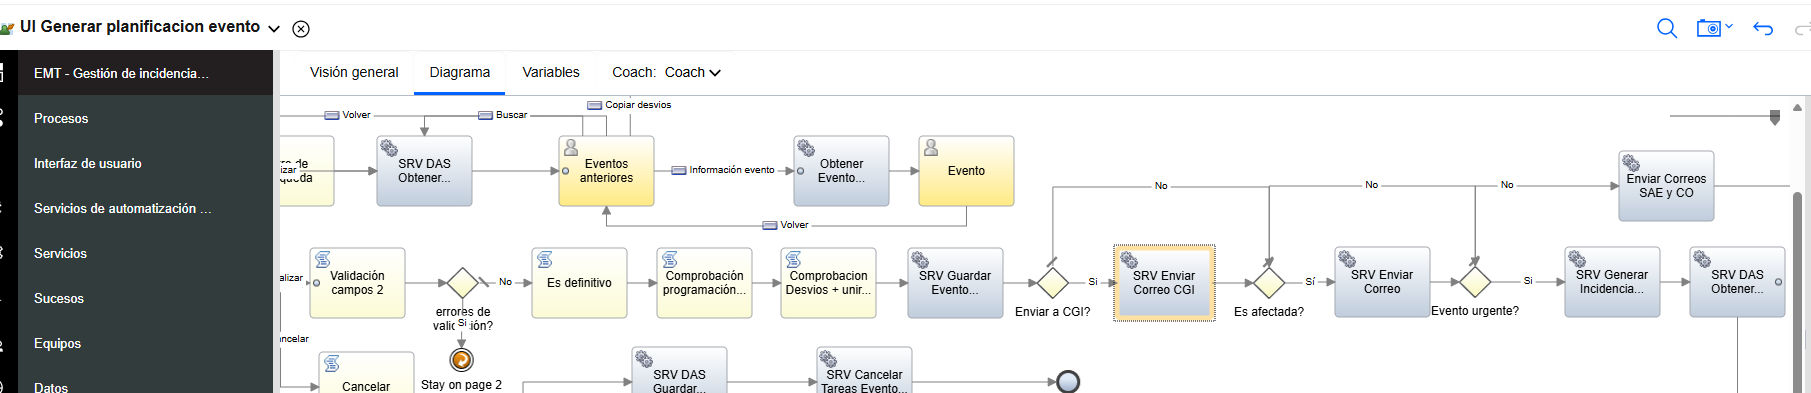 UI Generar planificacion evento
EMT - Gestión de incidencia...
Procesos
Interfaz de usuario
Servicios de automatización ...
Servicios
Sucesos
Equipos
Datos
Visión general
Diagrama
Variables
Coach: Coach
Copiar desvios
Volver
Buscar
SRV DAS
Obtener...
Eventos
anteriores
Información evento
Obtener
Evento...
Evento
Volver
No
No
No
Enviar Correos
SAE y CO
Validación
campos 2
errores de
No
Si
Stay on page 2
Es definitivo
Comprobación
programación...
Comprobacion
Desvios + unir...
SRV Guardar
Evento...
Enviar a CGI?
Si
SRV Enviar
Correo CGI
Es afectada?
Sí
SRV Enviar
Correo
Evento urgente?
Si
SRV Generar
Incidencia...
SRV DAS
Obtener...
Cancelar
SRV DAS
Guardar...
SRV Cancelar
Tareas Evento...